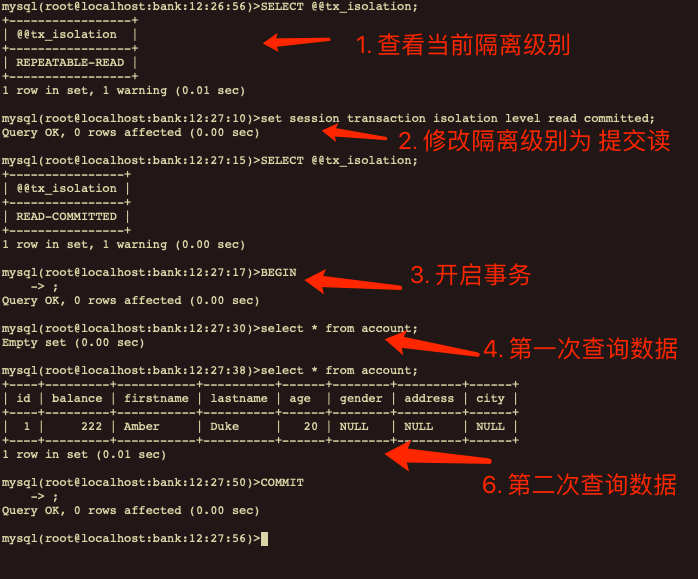 mysql(root@localhost:bank:12:26:56)>SELECT @@tx_isolation;
+-----------------+
| @@tx_isolation  |
+-----------------+
| REPEATABLE-READ |
+-----------------+
1 row in set, 1 warning (0.01 sec)
1. 查看当前隔离级别
mysql(root@localhost:bank:12:27:10)>set session transaction isolation level read committed;
Query OK, 0 rows affected (0.00 sec)
2. 修改隔离级别为 提交读
mysql(root@localhost:bank:12:27:15)>SELECT @@tx_isolation;
+----------------+
| @@tx_isolation |
+----------------+
| READ-COMMITTED |
+----------------+
1 row in set, 1 warning (0.00 sec)
mysql(root@localhost:bank:12:27:17)>BEGIN
    -> ;
Query OK, 0 rows affected (0.00 sec)
3. 开启事务
mysql(root@localhost:bank:12:27:30)>select * from account;
Empty set (0.00 sec)
4. 第一次查询数据
mysql(root@localhost:bank:12:27:38)>select * from account;
+----+---------+-----------+----------+------+--------+---------+------+
| id | balance | firstname | lastname | age  | gender | address | city |
+----+---------+-----------+----------+------+--------+---------+------+
|  1 |     222 | Amber     | Duke     |   20 | NULL   | NULL    | NULL |
+----+---------+-----------+----------+------+--------+---------+------+
1 row in set (0.01 sec)
6. 第二次查询数据
mysql(root@localhost:bank:12:27:50)>COMMIT
    -> ;
Query OK, 0 rows affected (0.00 sec)
mysql(root@localhost:bank:12:27:56)>